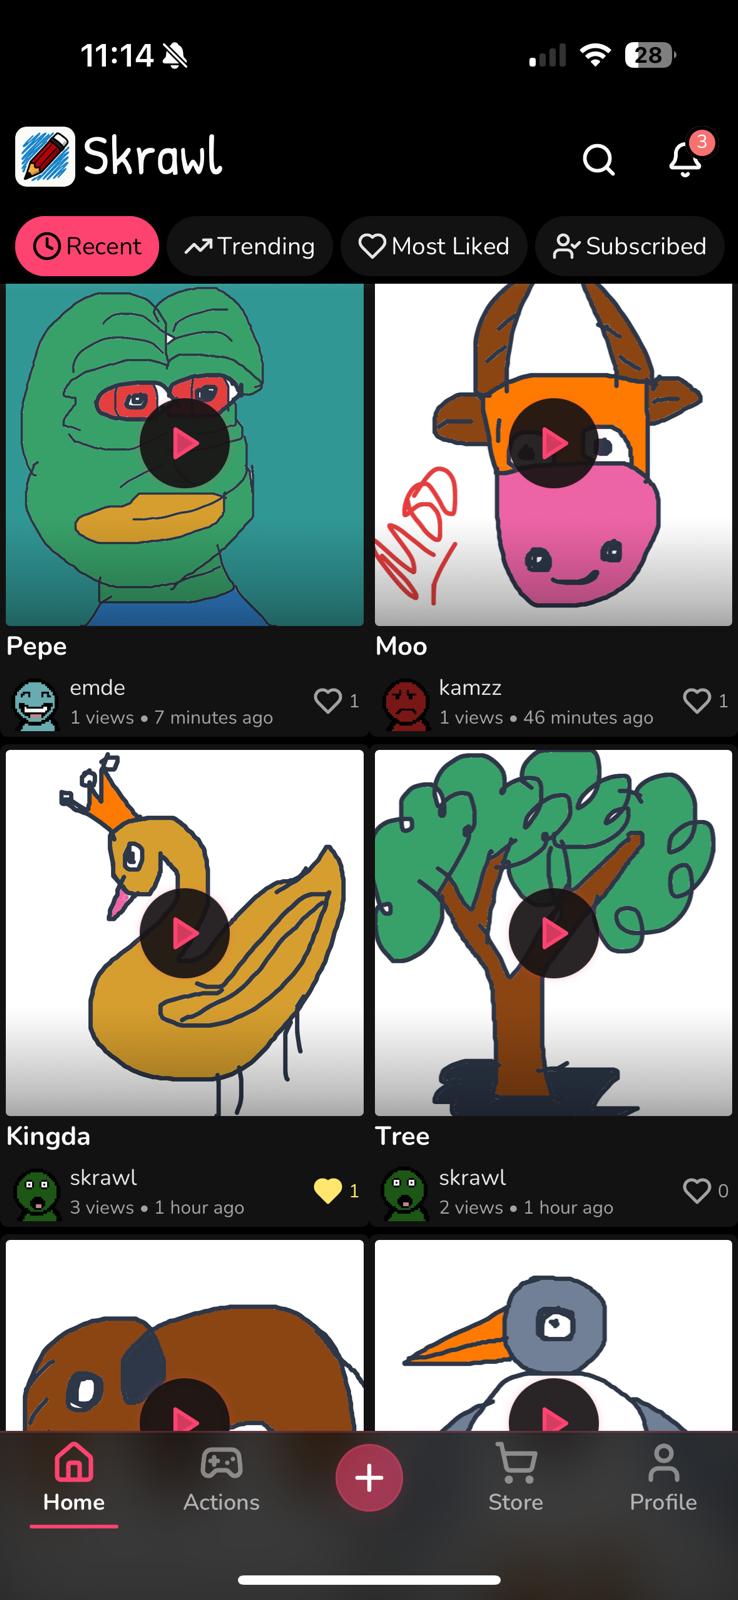 11:14
28
Skrawl
3
Recent
Trending
Most Liked
Subscribed
Pepe
emde
1 views • 7 minutes ago
1
MOO
Moo
kamzz
1 views • 46 minutes ago
1
Kingda
skrawl
3 views • 1 hour ago
1
Tree
skrawl
2 views • 1 hour ago
0
Home
Actions
Store
Profile